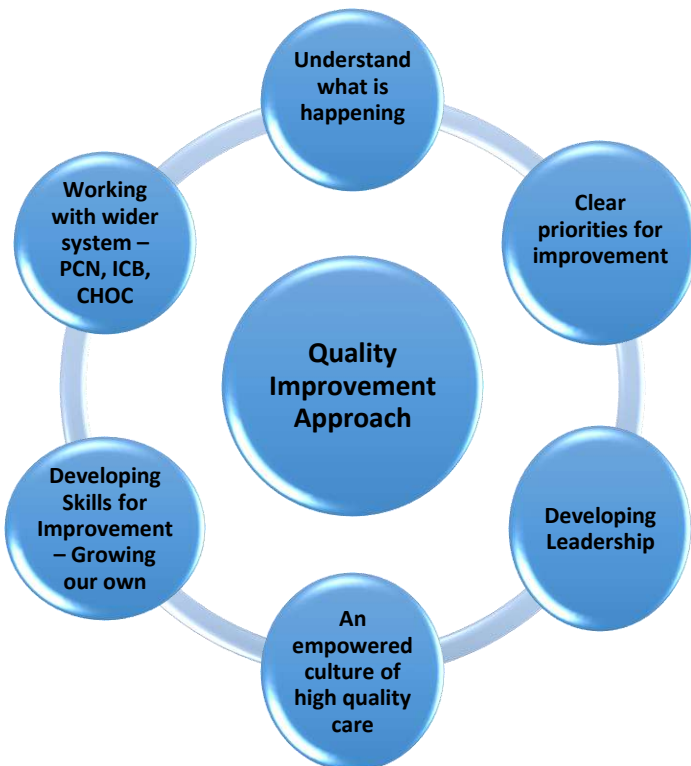 Understand
what is
happening
Clear
priorities for
improvement
Developing
Leadership
An
empowered
culture of
high quality
care
Developing
Skills for
Improvement
– Growing
our own
Working
with wider
system –
PCN, ICB,
CHOC
Quality
Improvement
Approach